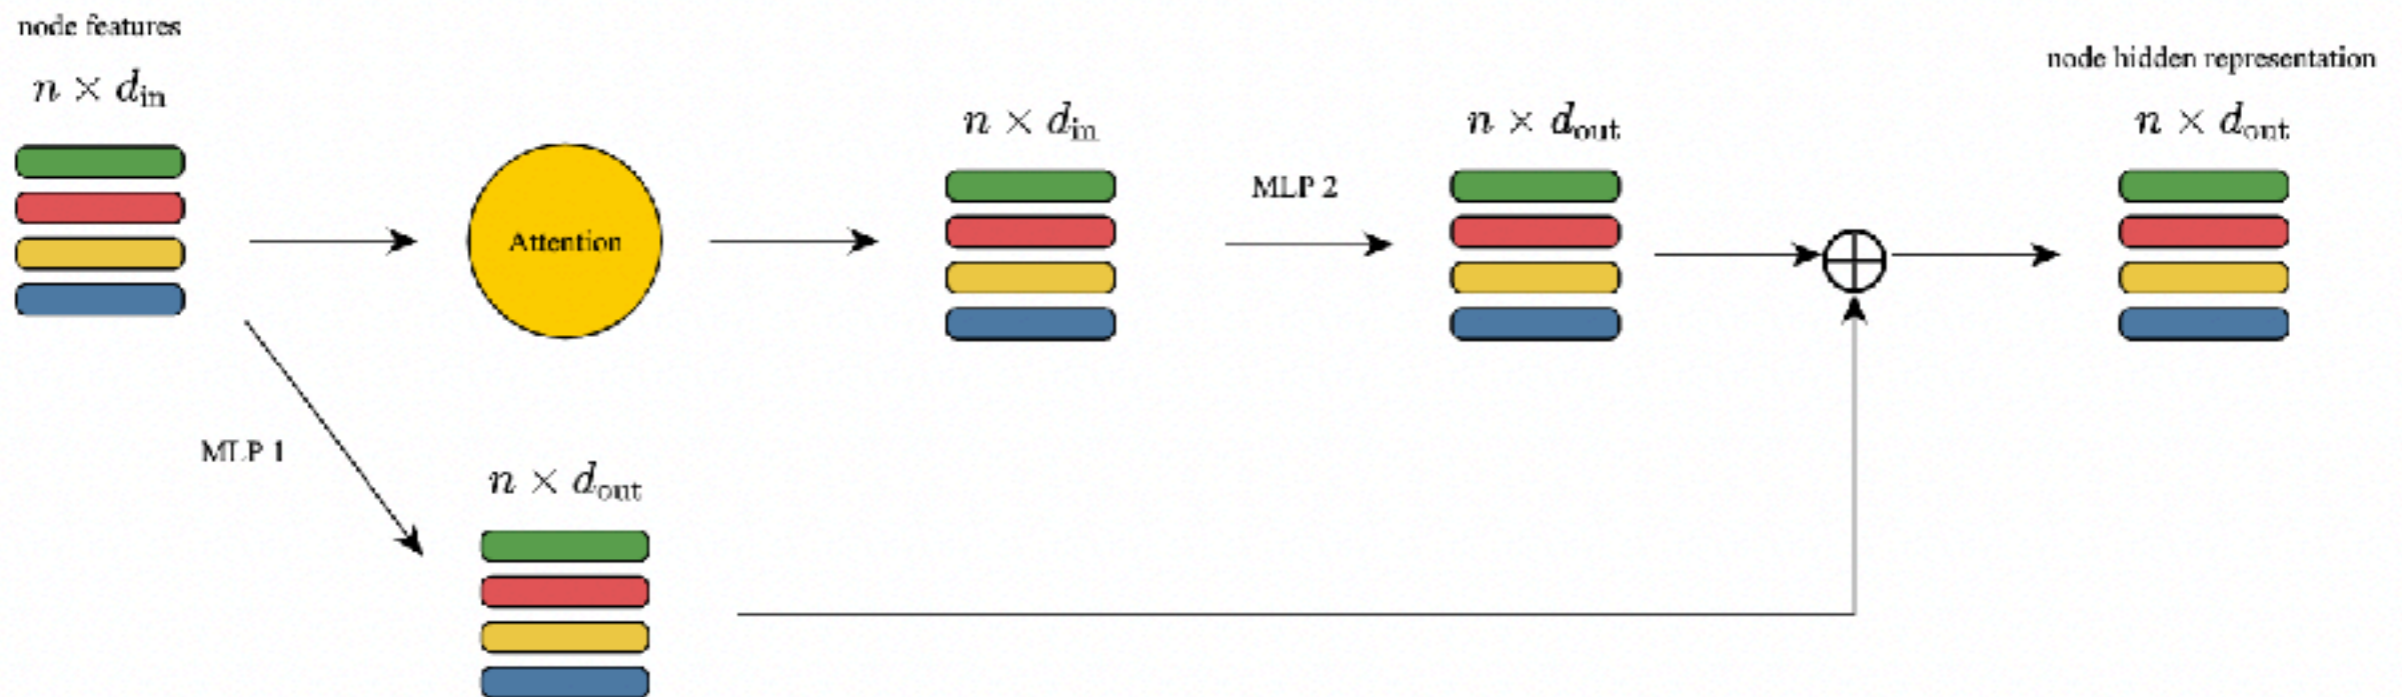 node features
n × d_in
Attention
n × d_in
MLP 2
n × d_out
node hidden representation
n × d_out
MLP 1
n × d_out